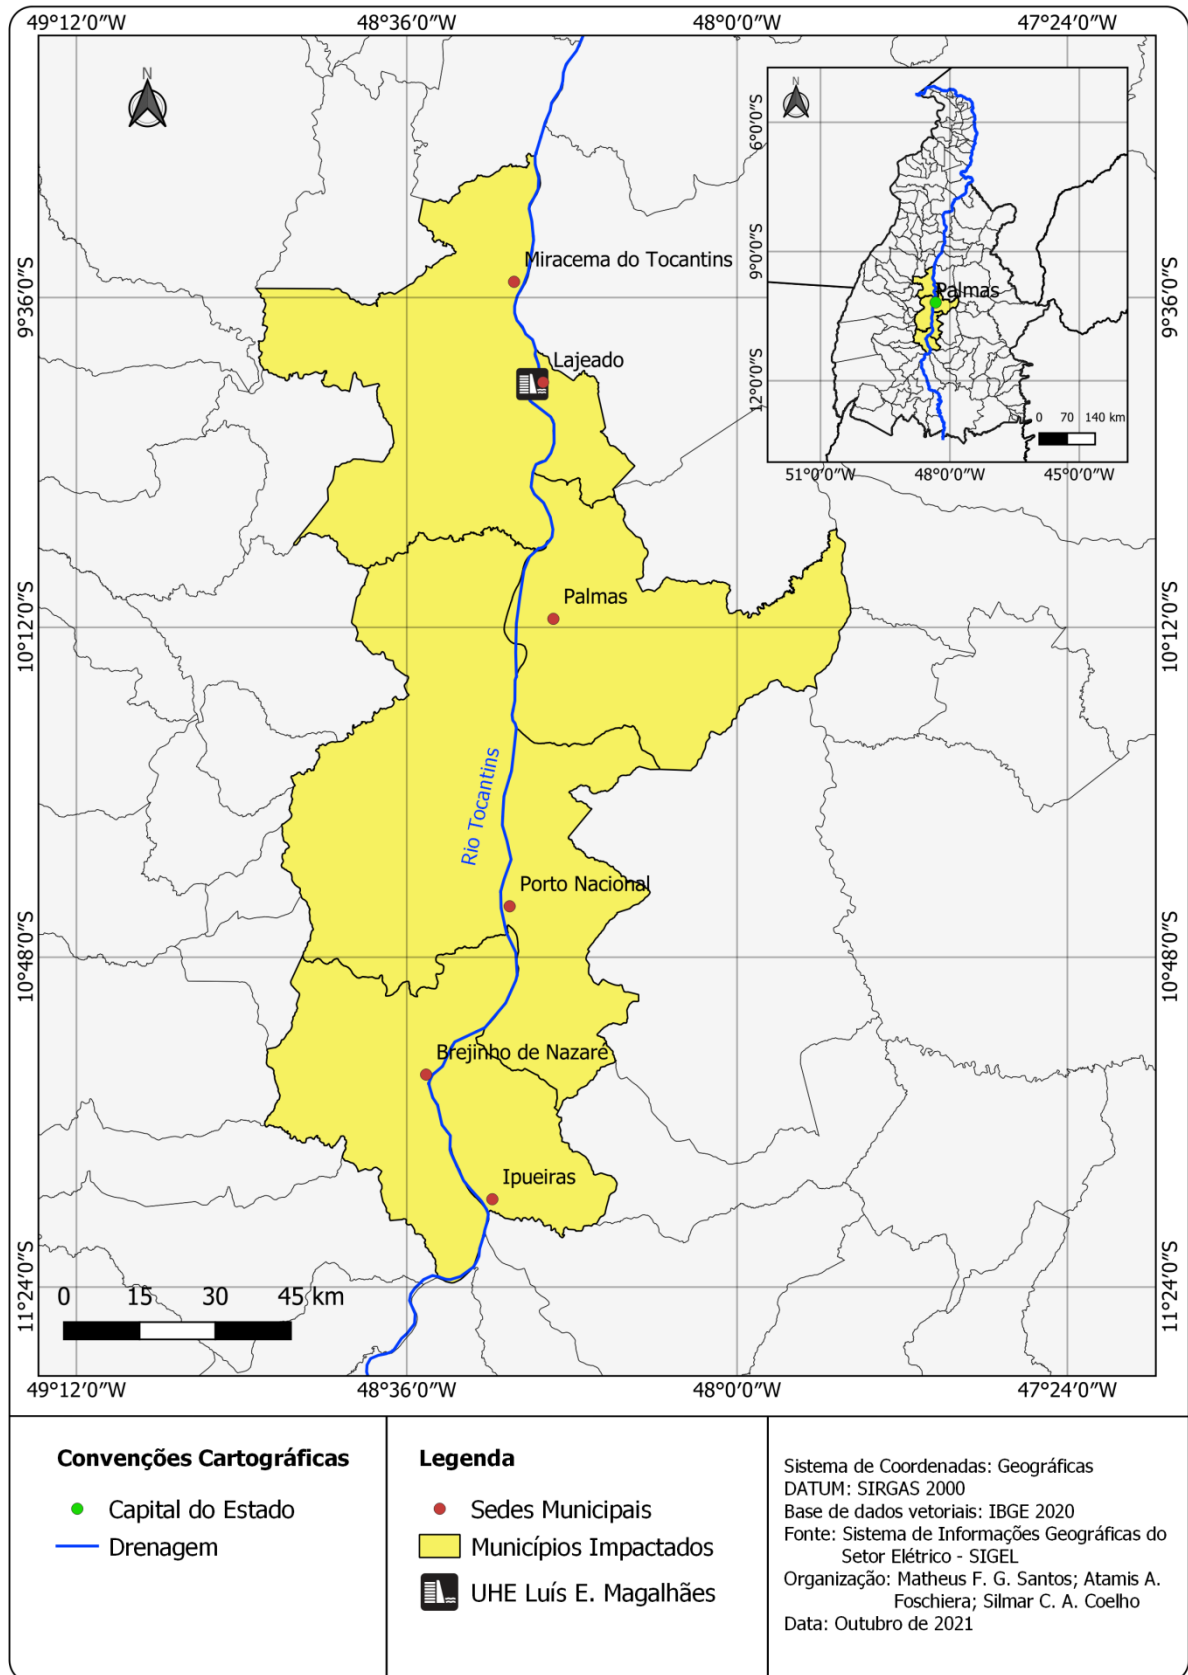 49°12′0″W 48°36′0″W 48°0′0″W 47°24′0″W
N
N
6°0′0″S
9°0′0″S
12°0′0″S
Palmas
0 70 140 km
51°0′0″W 48°0′0″W 45°0′0″W
9°36′0″S
9°36′0″S
10°12′0″S
10°12′0″S
10°48′0″S
10°48′0″S
11°24′0″S
11°24′0″S
Miracema do Tocantins
Lajeado
Palmas
Rio Tocantins
Porto Nacional
Brejinho de Nazaré
Ipueiras
0 15 30 45 km
49°12′0″W 48°36′0″W 48°0′0″W 47°24′0″W
Convenções Cartográficas
Capital do Estado
Drenagem
Legenda
Sedes Municipais
Municípios Impactados
UHE Luís E. Magalhães
Sistema de Coordenadas: Geográficas
DATUM: SIRGAS 2000
Base de dados vetoriais: IBGE 2020
Fonte: Sistema de Informações Geográficas do
Setor Elétrico - SIGEL
Organização: Matheus F. G. Santos; Atamis A.
Foschiera; Silmar C. A. Coelho
Data: Outubro de 2021